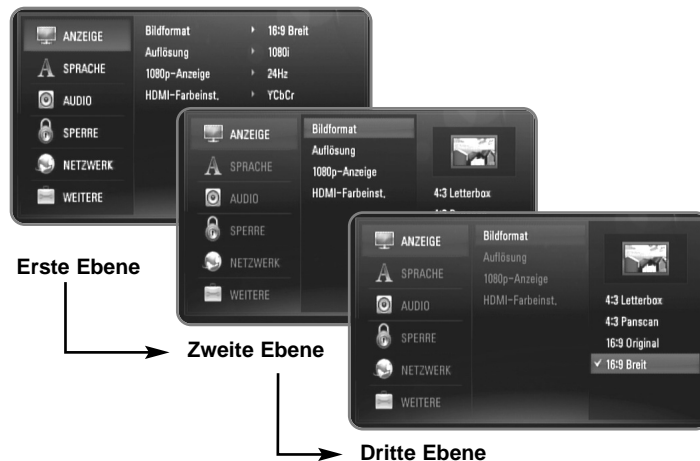 ANZEIGE
SPRACHE
AUDIO
SPERRE
NETZWERK
WEITERE
Bildformat 16:9 Breit
Auflösung 1080i
1080p-Anzeige 24Hz
HDMI-Farbeinst. YCbCr
Erste Ebene
ANZEIGE
SPRACHE
AUDIO
SPERRE
NETZWERK
WEITERE
Bildformat
Auflösung
1080p-Anzeige
HDMI-Farbeinst.
4:3 Letterbox
Zweite Ebene
ANZEIGE
SPRACHE
AUDIO
SPERRE
NETZWERK
WEITERE
Bildformat
Auflösung
1080p-Anzeige
HDMI-Farbeinst.
4:3 Letterbox
4:3 Panscan
16:9 Original
✓ 16:9 Breit
Dritte Ebene